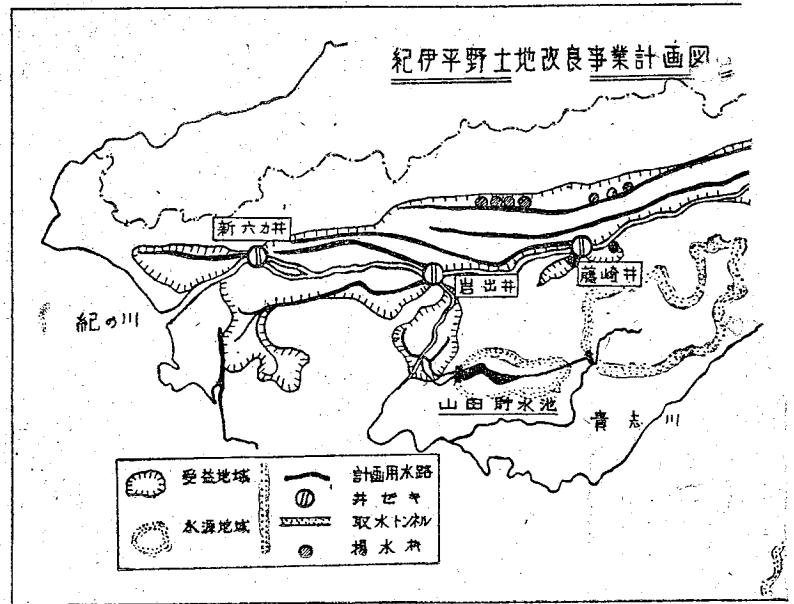 紀伊平野土地改良事業計画図
新六カ井
岩出井
藤崎井
紀の川
山田貯水池
貴志川
受益地域
水源地域
計画用水路
井せキ
取水トンネル
揚水井